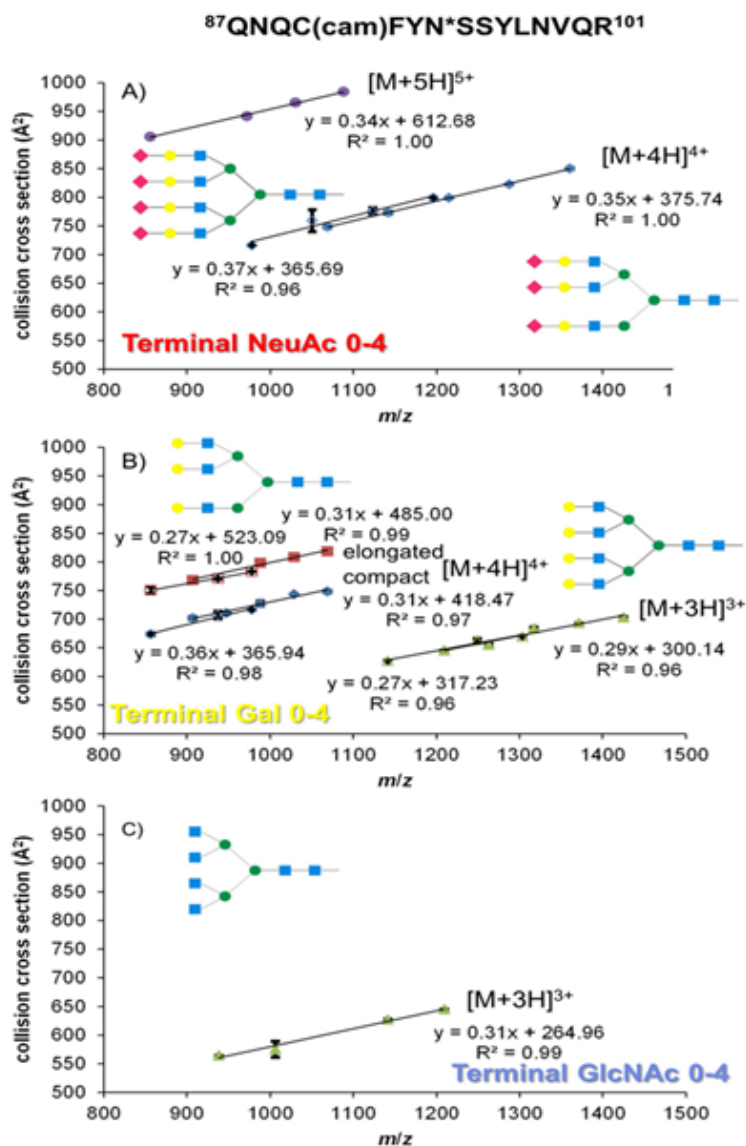 ⁸⁷QNQC(cam)FYN*SSYLNVQR¹⁰¹
A)
[M+5H]⁵⁺
y = 0.34x + 612.68
R² = 1.00
[M+4H]⁴⁺
y = 0.35x + 375.74
R² = 1.00
y = 0.37x + 365.69
R² = 0.96
Terminal NeuAc 0-4
collision cross section (Å²)
1000
950
900
850
800
750
700
650
600
550
500
800 900 1000 1100 1200 1300 1400 1
m/z
B)
y = 0.31x + 485.00
R² = 0.99
y = 0.27x + 523.09
R² = 1.00
elongated
compact
[M+4H]⁴⁺
y = 0.31x + 418.47
R² = 0.97
[M+3H]³⁺
y = 0.36x + 365.94
R² = 0.98
y = 0.29x + 300.14
R² = 0.96
y = 0.27x + 317.23
R² = 0.96
Terminal Gal 0-4
collision cross section (Å²)
1000
950
900
850
800
750
700
650
600
550
500
800 900 1000 1100 1200 1300 1400 1500
m/z
C)
[M+3H]³⁺
y = 0.31x + 264.96
R² = 0.99
Terminal GlcNAc 0-4
collision cross section (Å²)
1000
950
900
850
800
750
700
650
600
550
500
800 900 1000 1100 1200 1300 1400 1500
m/z